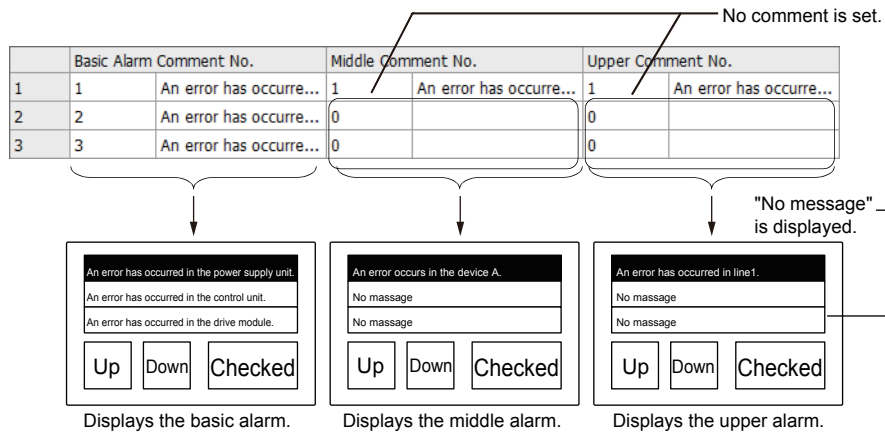 No comment is set.
Basic Alarm Comment No. Middle Comment No. Upper Comment No.
1 1 An error has occurre... 1 An error has occurre... 1 An error has occurre...
2 2 An error has occurre... 0 0
3 3 An error has occurre... 0 0
"No message"
is displayed.
An error has occurred in the power supply unit. An error occurs in the device A. An error has occurred in line1.
An error has occurred in the control unit. No massage No massage
An error has occurred in the drive module. No massage No massage
Up Down Checked Up Down Checked Up Down Checked
Displays the basic alarm. Displays the middle alarm. Displays the upper alarm.